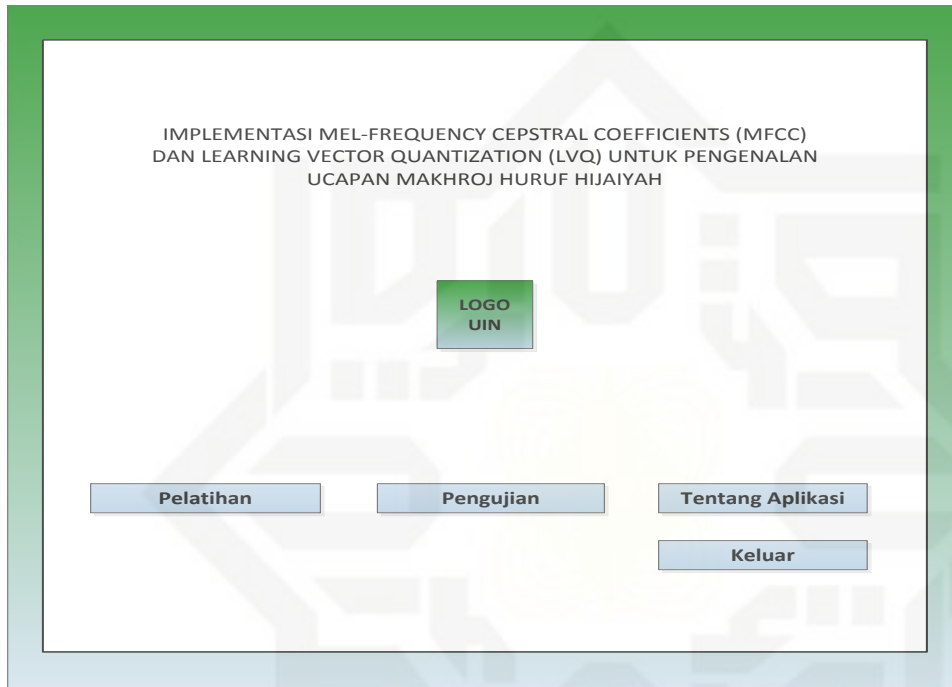 IMPLEMENTASI MEL-FREQUENCY CEPSTRAL COEFFICIENTS (MFCC)
DAN LEARNING VECTOR QUANTIZATION (LVQ) UNTUK PENGENALAN
UCAPAN MAKHROJ HURUF HIJAIYAH
LOGO
UIN
Pelatihan
Pengujian
Tentang Aplikasi
Keluar